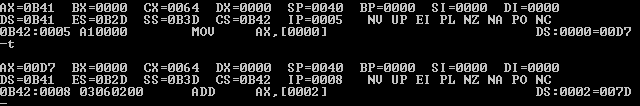 AX=0B41 BX=0000 CX=0064 DX=0000 SP=0040 BP=0000 SI=0000 DI=0000
DS=0B41 ES=0B2D SS=0B3D CS=0B42 IP=0005 NV UP EI PL NZ NA PO NC
0B42:0005 A10000 MOV AX,[0000] DS:0000=00D7
-t
AX=00D7 BX=0000 CX=0064 DX=0000 SP=0040 BP=0000 SI=0000 DI=0000
DS=0B41 ES=0B2D SS=0B3D CS=0B42 IP=0008 NV UP EI PL NZ NA PO NC
0B42:0008 03060200 ADD AX,[0002] DS:0002=007D